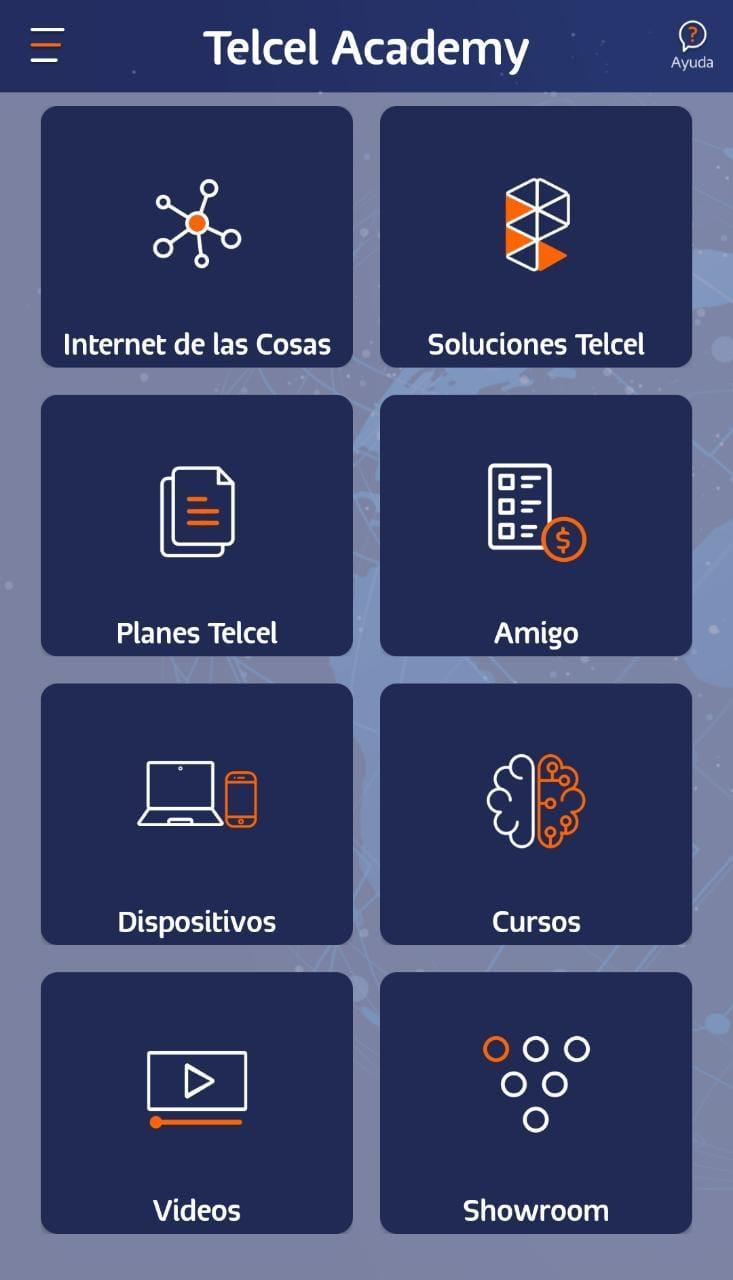 Telcel Academy
?
Ayuda
Internet de las Cosas
Soluciones Telcel
Planes Telcel
$
Amigo
Dispositivos
Cursos
Videos
Showroom